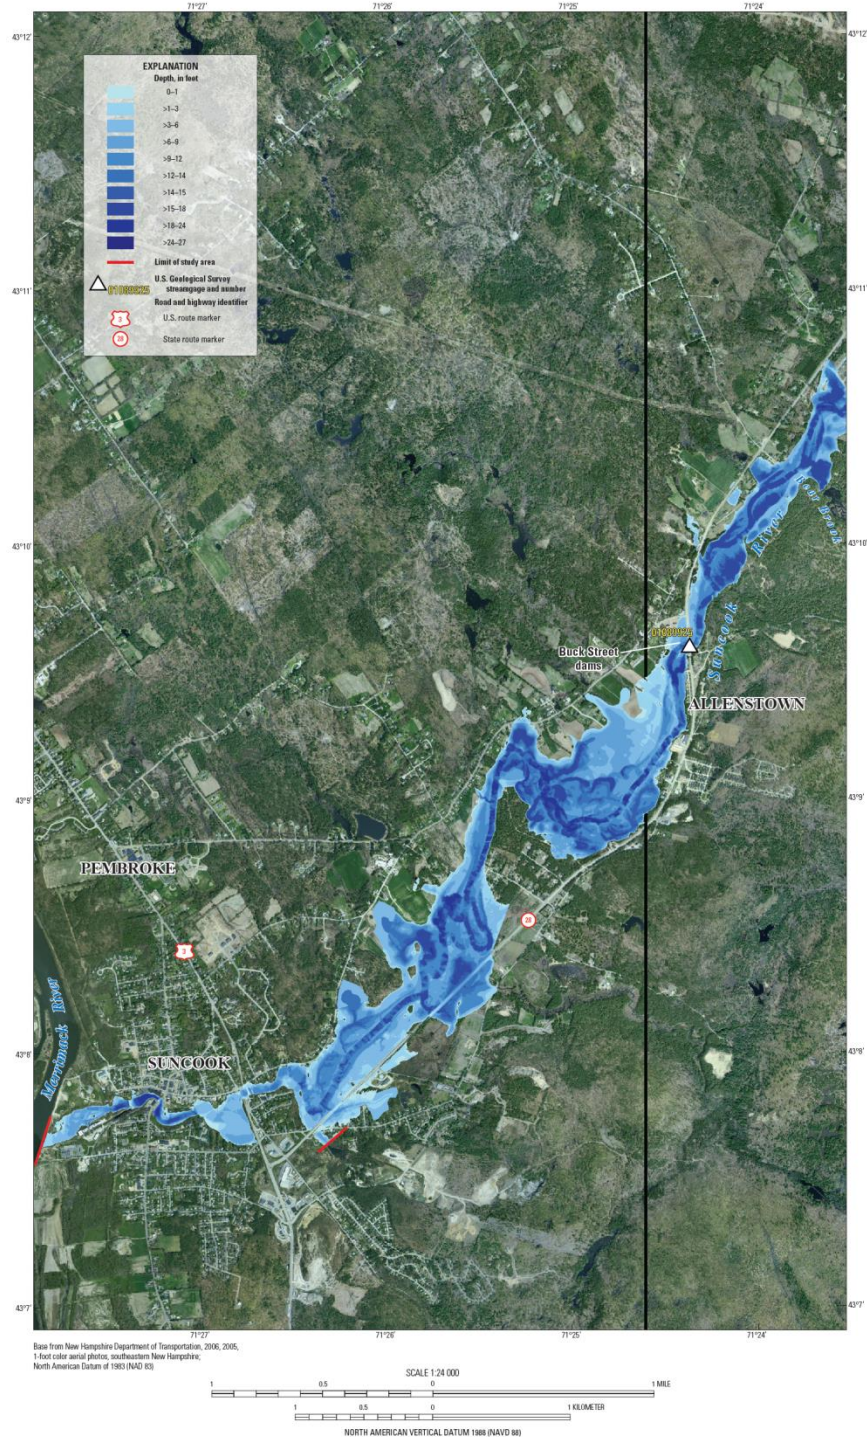 71°27'
71°26'
71°25'
71°24'
43°12'
43°12'
EXPLANATION
Depth, in feet
0–1
>1–3
>3–6
>6–9
>9–12
>12–14
>14–15
>15–18
>18–24
>24–27
Limit of study area
U.S. Geological Survey
streamgage and number
Road and highway identifier
3
U.S. route marker
28
State route marker
43°11'
43°11'
Bear Brook
River
43°10'
43°10'
Suncook
Buck Street
dams
ALLENSTOWN
43°9'
43°9'
PEMBROKE
28
3
Merrimack River
43°8'
43°8'
SUNCOOK
43°7'
43°7'
71°27'
71°26'
71°25'
71°24'
Base from New Hampshire Department of Transportation, 2006, 2005,
1-foot color aerial photos, southeastern New Hampshire;
North American Datum of 1983 (NAD 83)
SCALE 1:24 000
1
0.5
0
1 MILE
1
0.5
0
1 KILOMETER
NORTH AMERICAN VERTICAL DATUM 1988 (NAVD 88)